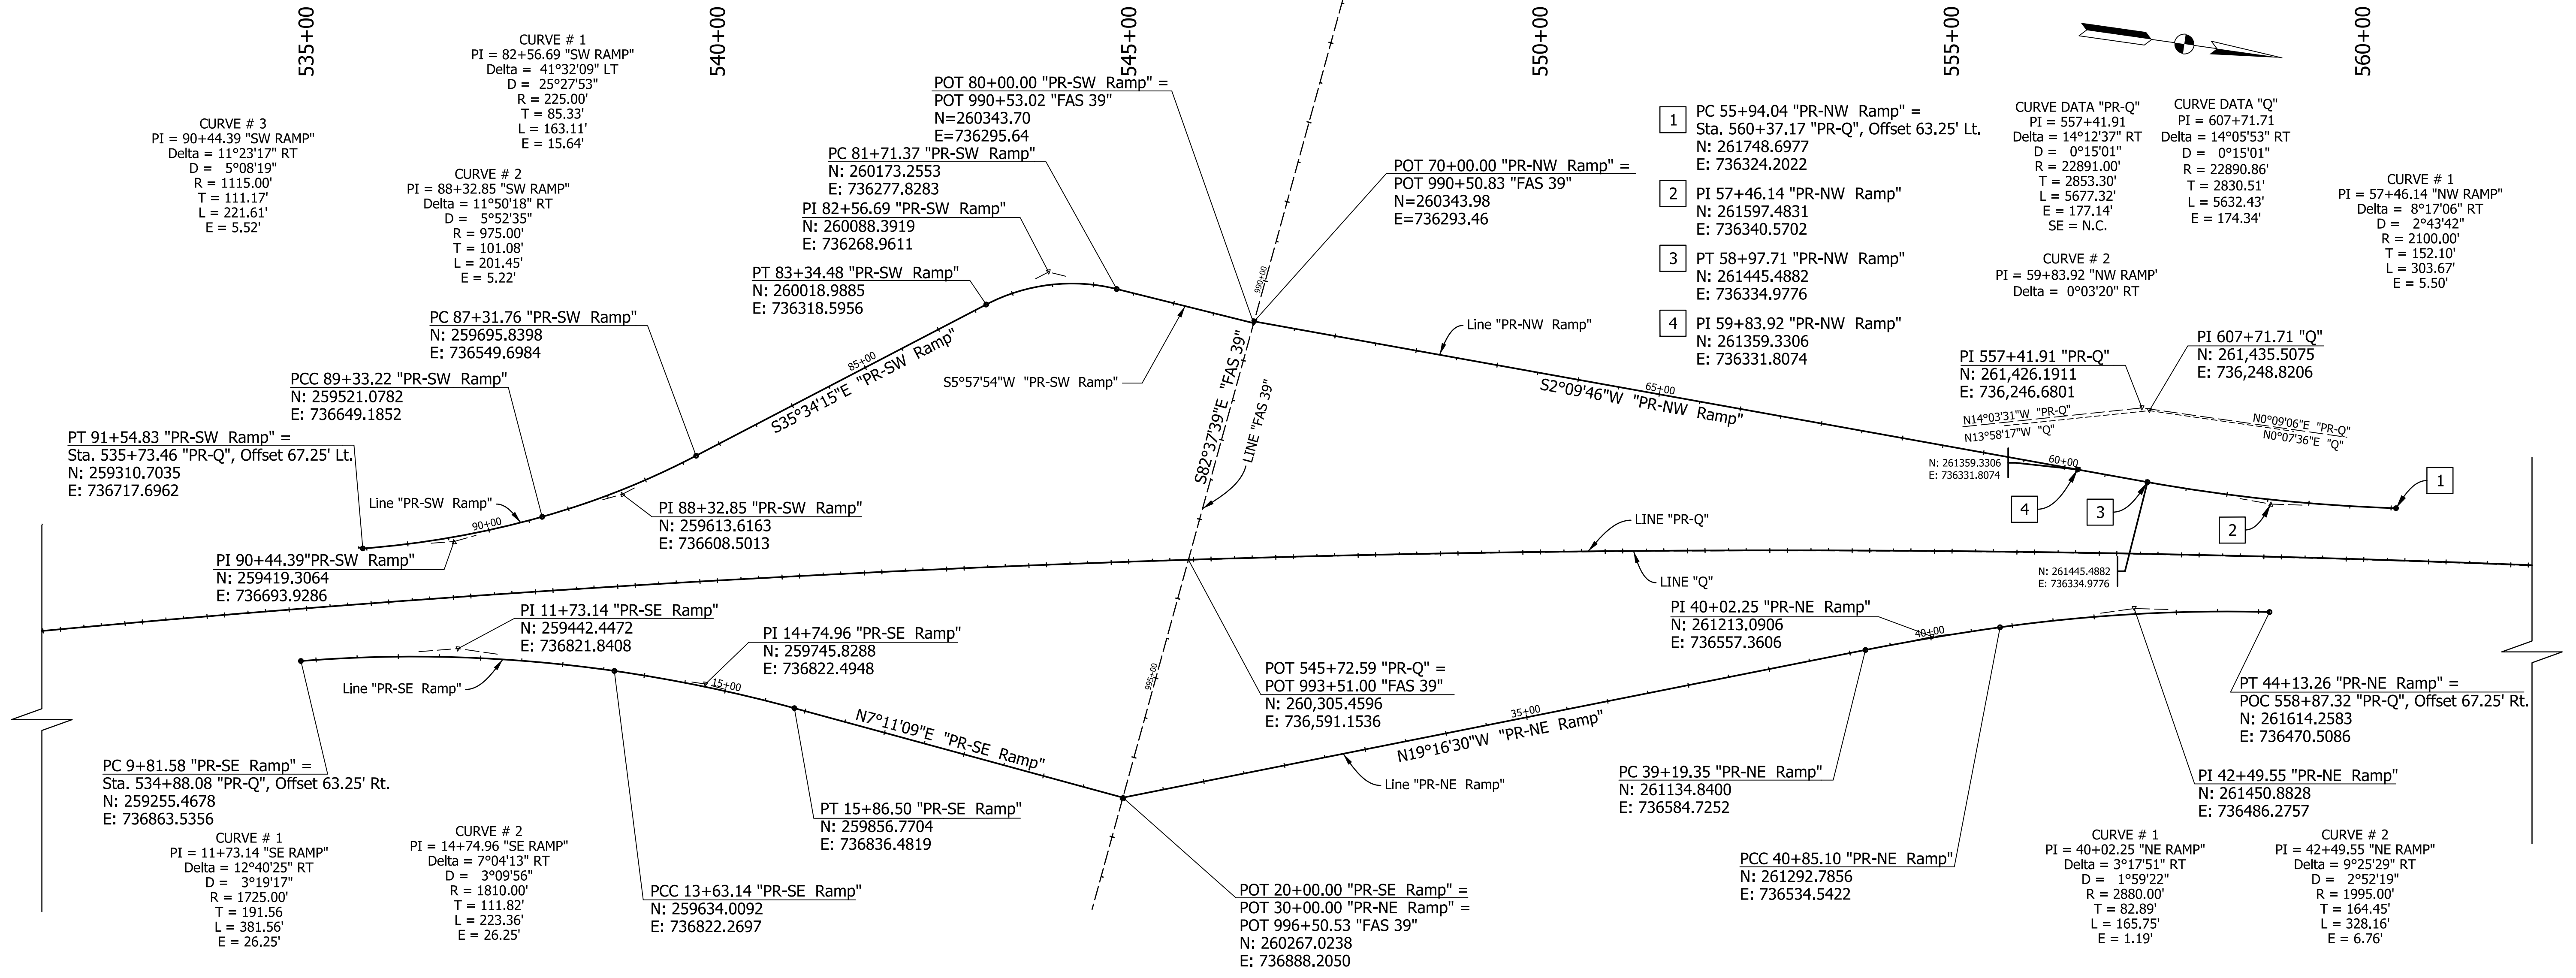 535+00
540+00
545+00
550+00
555+00
560+00
CURVE # 3
PI = 90+44.39 "SW RAMP"
Delta = 11°23'17" RT
D = 5°08'19"
R = 1115.00'
T = 111.17'
L = 221.61'
E = 5.52'
CURVE # 1
PI = 82+56.69 "SW RAMP"
Delta = 41°32'09" LT
D = 25°27'53"
R = 225.00'
T = 85.33'
L = 163.11'
E = 15.64'
CURVE # 2
PI = 88+32.85 "SW RAMP"
Delta = 11°50'18" RT
D = 5°52'35"
R = 975.00'
T = 101.08'
L = 201.45'
E = 5.22'
POT 80+00.00 "PR-SW Ramp" =
POT 990+53.02 "FAS 39"
N=260343.70
E=736295.64
PC 81+71.37 "PR-SW Ramp"
N: 260173.2553
E: 736277.8283
PI 82+56.69 "PR-SW Ramp"
N: 260088.3919
E: 736268.9611
PT 83+34.48 "PR-SW Ramp"
N: 260018.9885
E: 736318.5956
PC 87+31.76 "PR-SW Ramp"
N: 259695.8398
E: 736549.6984
PCC 89+33.22 "PR-SW Ramp"
N: 259521.0782
E: 736649.1852
PT 91+54.83 "PR-SW Ramp" =
Sta. 535+73.46 "PR-Q", Offset 67.25' Lt.
N: 259310.7035
E: 736717.6962
Line "PR-SW Ramp"
90+00
85+00
S35°34'15"E "PR-SW Ramp"
S5°57'54"W "PR-SW Ramp"
PI 88+32.85 "PR-SW Ramp"
N: 259613.6163
E: 736608.5013
PI 90+44.39"PR-SW Ramp"
N: 259419.3064
E: 736693.9286
POT 70+00.00 "PR-NW Ramp" =
POT 990+50.83 "FAS 39"
N=260343.98
E=736293.46
990+00
S82°37'39"E "FAS 39"
LINE "FAS 39"
995+00
Line "PR-NW Ramp"
S2°09'46"W "PR-NW Ramp"
65+00
60+00
1
PC 55+94.04 "PR-NW Ramp" =
Sta. 560+37.17 "PR-Q", Offset 63.25' Lt.
N: 261748.6977
E: 736324.2022
2
PI 57+46.14 "PR-NW Ramp"
N: 261597.4831
E: 736340.5702
3
PT 58+97.71 "PR-NW Ramp"
N: 261445.4882
E: 736334.9776
4
PI 59+83.92 "PR-NW Ramp"
N: 261359.3306
E: 736331.8074
CURVE DATA "PR-Q"
PI = 557+41.91
Delta = 14°12'37" RT
D = 0°15'01"
R = 22891.00'
T = 2853.30'
L = 5677.32'
E = 177.14'
SE = N.C.
CURVE DATA "Q"
PI = 607+71.71
Delta = 14°05'53" RT
D = 0°15'01"
R = 22890.86'
T = 2830.51'
L = 5632.43'
E = 174.34'
CURVE # 2
PI = 59+83.92 "NW RAMP'
Delta = 0°03'20" RT
CURVE # 1
PI = 57+46.14 "NW RAMP"
Delta = 8°17'06" RT
D = 2°43'42"
R = 2100.00'
T = 152.10'
L = 303.67'
E = 5.50'
PI 557+41.91 "PR-Q"
N: 261,426.1911
E: 736,246.6801
PI 607+71.71 "Q"
N: 261,435.5075
E: 736,248.8206
N14°03'31"W "PR-Q"
N13°58'17"W "Q"
N0°09'06"E "PR-Q"
N0°07'36"E "Q"
N: 261359.3306
E: 736331.8074
4
3
2
1
N: 261445.4882
E: 736334.9776
LINE "PR-Q"
LINE "Q"
PI 11+73.14 "PR-SE Ramp"
N: 259442.4472
E: 736821.8408
PI 14+74.96 "PR-SE Ramp"
N: 259745.8288
E: 736822.4948
Line "PR-SE Ramp"
15+00
N7°11'09"E "PR-SE Ramp"
POT 545+72.59 "PR-Q" =
POT 993+51.00 "FAS 39"
N: 260,305.4596
E: 736,591.1536
PI 40+02.25 "PR-NE Ramp"
N: 261213.0906
E: 736557.3606
40+00
35+00
N19°16'30"W "PR-NE Ramp"
Line "PR-NE Ramp"
PT 44+13.26 "PR-NE Ramp" =
POC 558+87.32 "PR-Q", Offset 67.25' Rt.
N: 261614.2583
E: 736470.5086
PC 39+19.35 "PR-NE Ramp"
N: 261134.8400
E: 736584.7252
PI 42+49.55 "PR-NE Ramp"
N: 261450.8828
E: 736486.2757
PC 9+81.58 "PR-SE Ramp" =
Sta. 534+88.08 "PR-Q", Offset 63.25' Rt.
N: 259255.4678
E: 736863.5356
PT 15+86.50 "PR-SE Ramp"
N: 259856.7704
E: 736836.4819
CURVE # 1
PI = 11+73.14 "SE RAMP"
Delta = 12°40'25" RT
D = 3°19'17"
R = 1725.00'
T = 191.56
L = 381.56'
E = 26.25'
CURVE # 2
PI = 14+74.96 "SE RAMP"
Delta = 7°04'13" RT
D = 3°09'56"
R = 1810.00'
T = 111.82'
L = 223.36'
E = 26.25'
PCC 13+63.14 "PR-SE Ramp"
N: 259634.0092
E: 736822.2697
POT 20+00.00 "PR-SE Ramp" =
POT 30+00.00 "PR-NE Ramp" =
POT 996+50.53 "FAS 39"
N: 260267.0238
E: 736888.2050
PCC 40+85.10 "PR-NE Ramp"
N: 261292.7856
E: 736534.5422
CURVE # 1
PI = 40+02.25 "NE RAMP"
Delta = 3°17'51" RT
D = 1°59'22"
R = 2880.00'
T = 82.89'
L = 165.75'
E = 1.19'
CURVE # 2
PI = 42+49.55 "NE RAMP"
Delta = 9°25'29" RT
D = 2°52'19"
R = 1995.00'
T = 164.45'
L = 328.16'
E = 6.76'